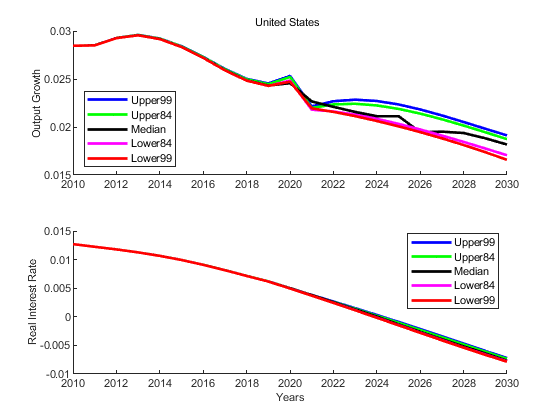 United States
0.03
0.025
0.02
0.015
Output Growth
Upper99
Upper84
Median
Lower84
Lower99
2010 2012 2014 2016 2018 2020 2022 2024 2026 2028 2030
0.015
0.01
0.005
0
-0.005
-0.01
Real Interest Rate
Upper99
Upper84
Median
Lower84
Lower99
2010 2012 2014 2016 2018 2020 2022 2024 2026 2028 2030
Years